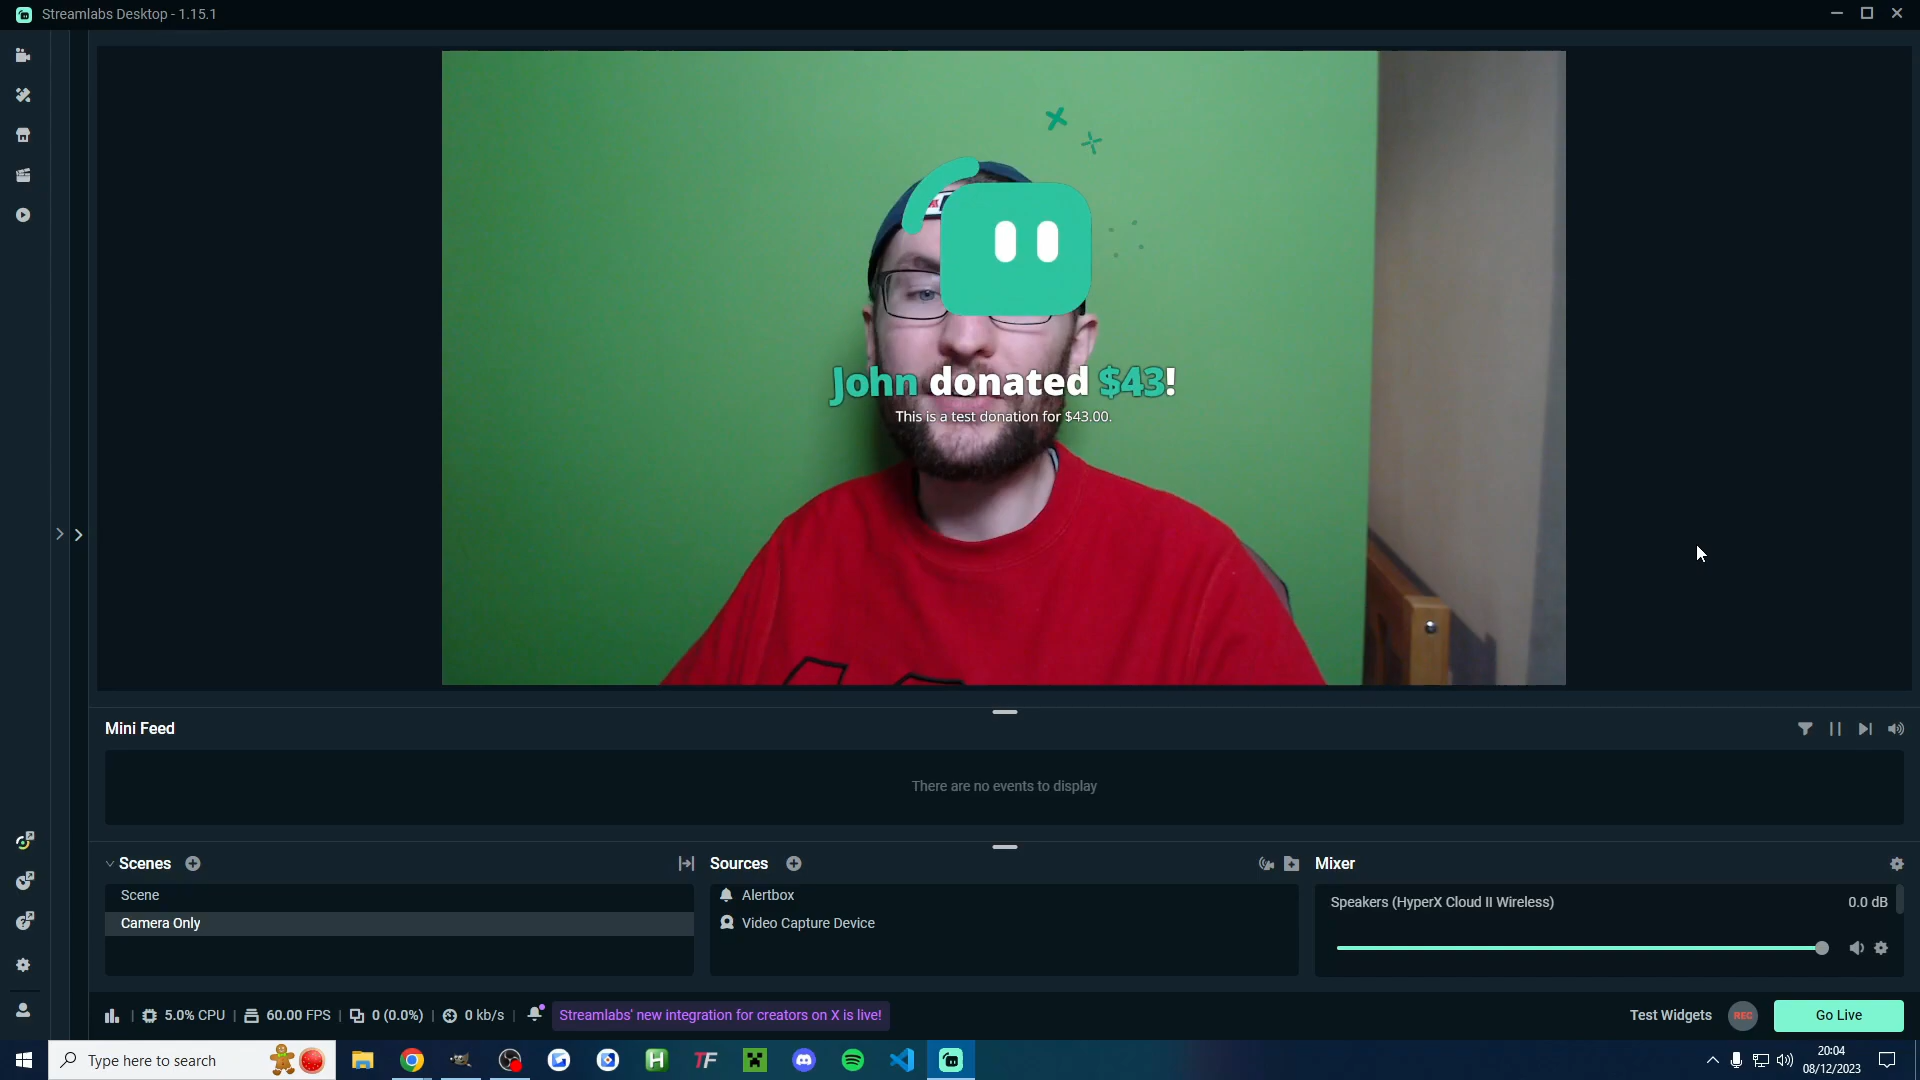 Streamlabs Desktop - 1.15.1
John donated $43!
This is a test donation for $43.00.
Mini Feed
There are no events to display
Scenes
Scene
Camera Only
Sources
Alertbox
Video Capture Device
Mixer
Speakers (HyperX Cloud II Wireless)
0.0 dB
5.0% CPU
60.00 FPS
0 (0.0%)
0 kb/s
Streamlabs' new integration for creators on X is live!
Test Widgets
REC
Go Live
Type here to search
H
TF
20:04
08/12/2023